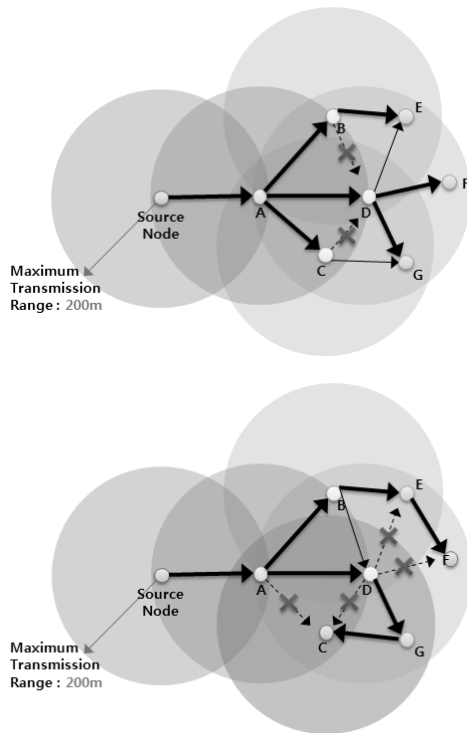 E
B
F
A
D
Source
Node
C
G
Maximum
Transmission
Range : 200m
E
B
F
A
D
Source
Node
C
G
Maximum
Transmission
Range : 200m